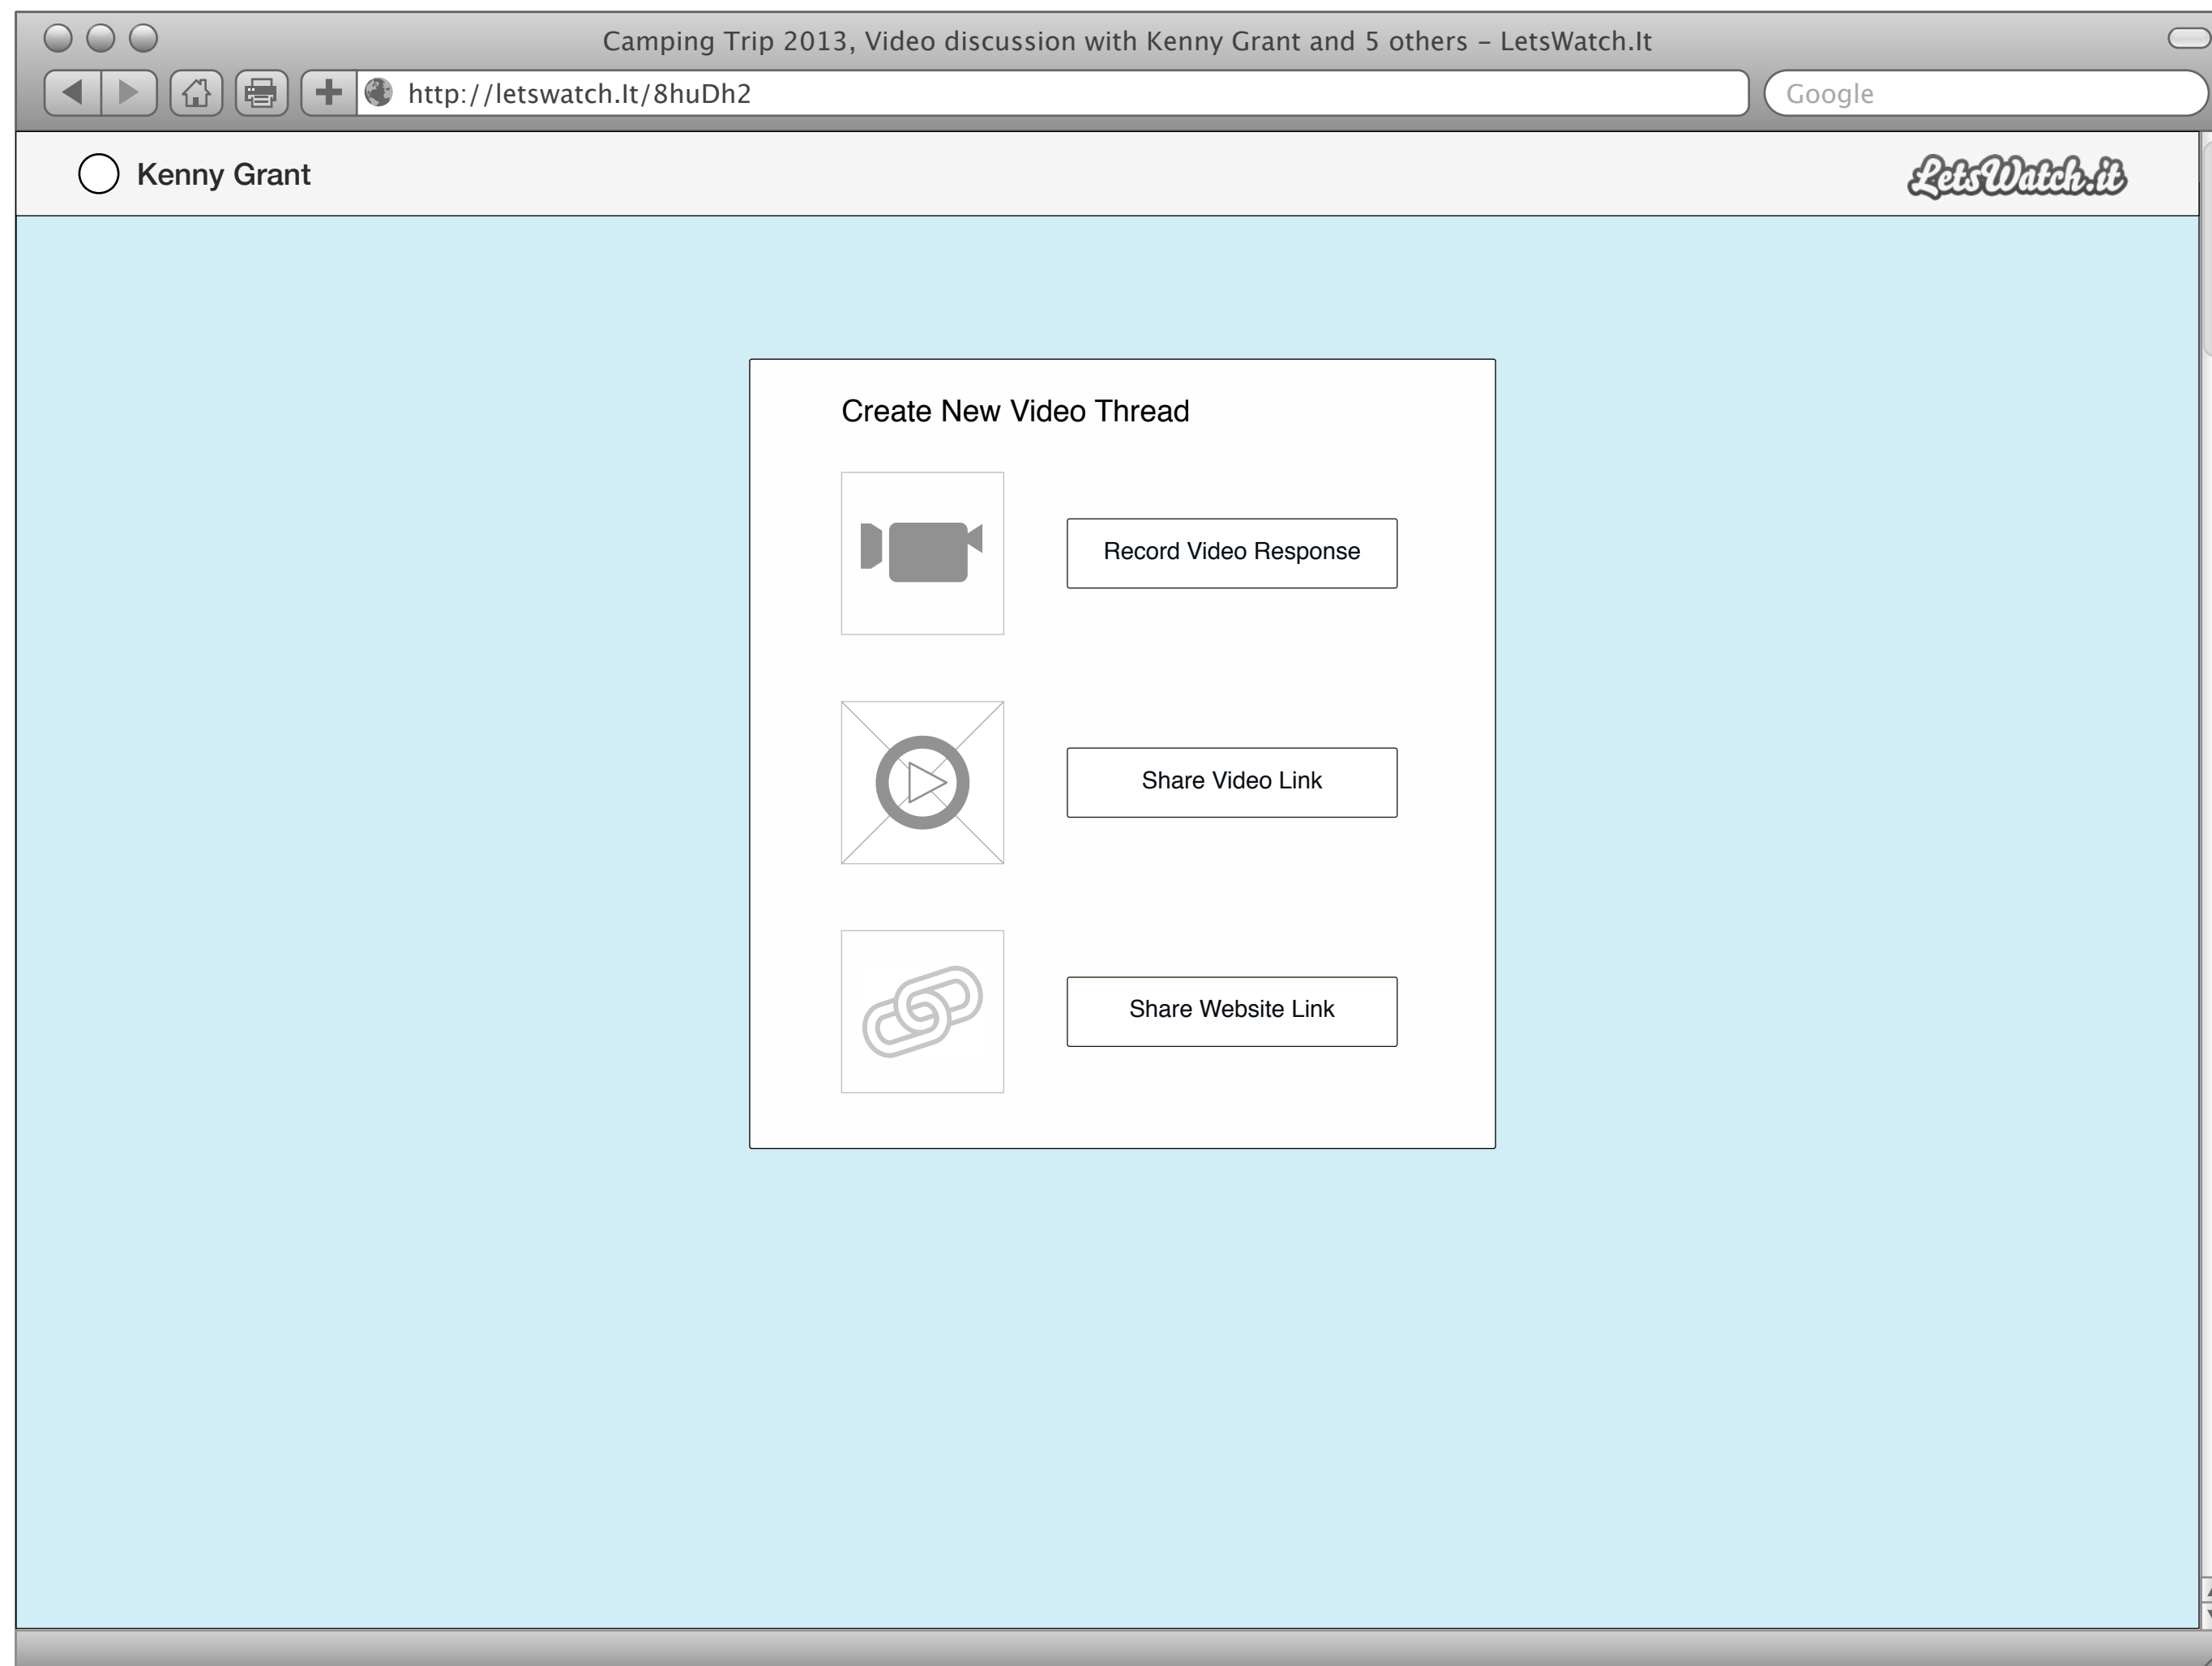 Camping Trip 2013, Video discussion with Kenny Grant and 5 others – LetsWatch.It
http://letswatch.It/8huDh2
Google
Kenny Grant
LetsWatch.it
Create New Video Thread
Record Video Response
Share Video Link
Share Website Link